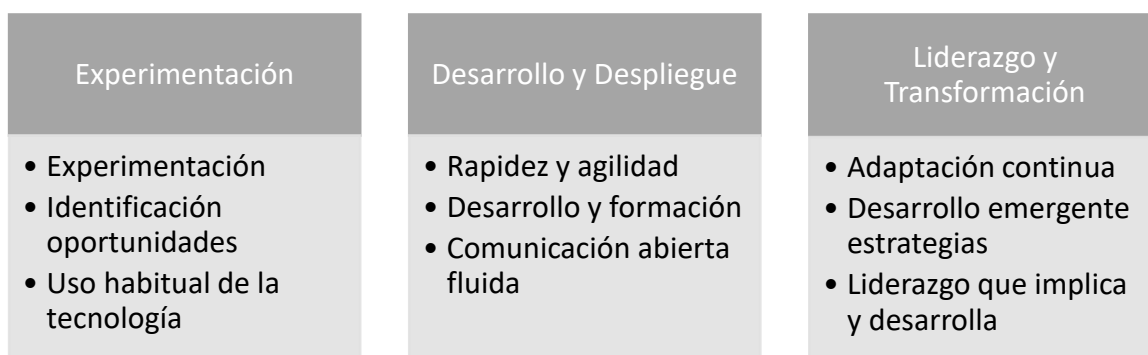 Experimentación
• Experimentación
• Identificación
oportunidades
• Uso habitual de la
tecnología
Desarrollo y Despliegue
• Rapidez y agilidad
• Desarrollo y formación
• Comunicación abierta
fluida
Liderazgo y
Transformación
• Adaptación continua
• Desarrollo emergente
estrategias
• Liderazgo que implica
y desarrolla